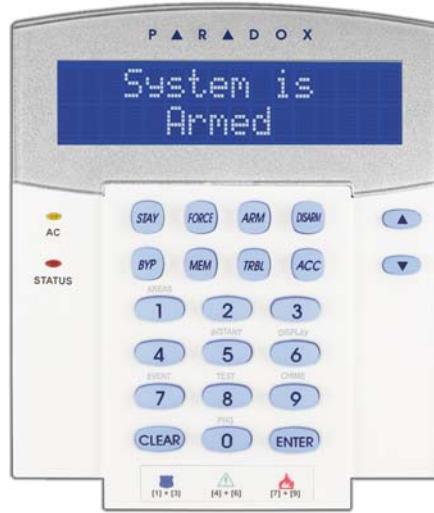 PARADOX
System is
Armed
STAY FORCE ARM DISARM
AC
BYP MEM TRBL ACC
STATUS
AREAS
1 2 3
INSTANT DISPLAY
4 5 6
EVENT TEST CHIME
7 8 9
PRG
CLEAR 0 ENTER
[1] + [3] [4] + [6] [7] + [9]